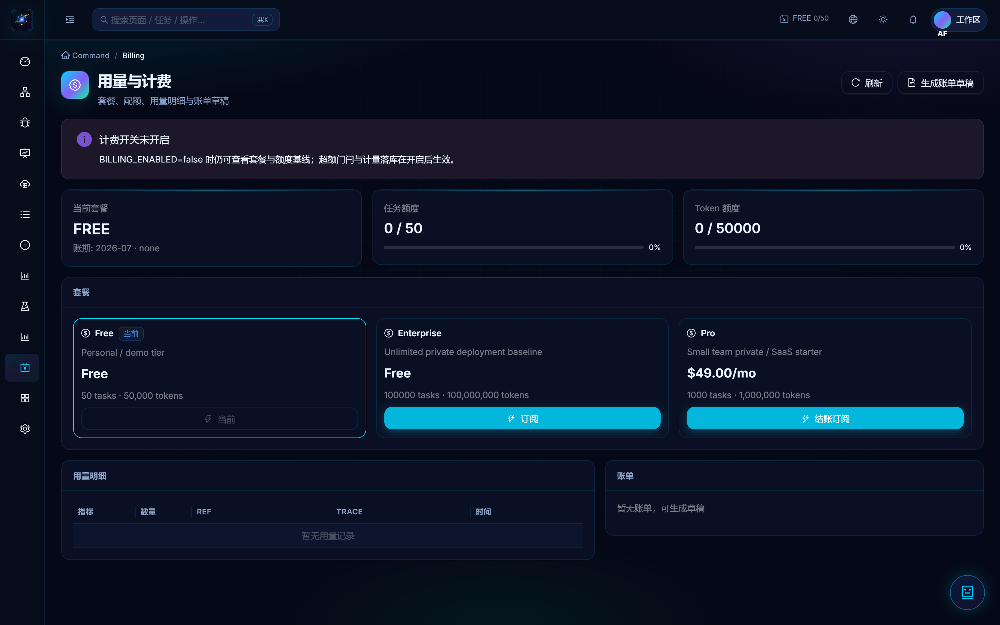 搜索页面 / 任务 / 操作...
⌘K
FREE 0/50
工作区
AF
Command / Billing
用量与计费
套餐、配额、用量明细与账单草稿
刷新
生成账单草稿
计费开关未开启
BILLING_ENABLED=false 时仍可查看套餐与额度基线；超额门闩与计量落库在开启后生效。
当前套餐
FREE
账期: 2026-07 · none
任务额度
0 / 50
0%
Token 额度
0 / 50000
0%
套餐
Free 当前
Personal / demo tier
Free
50 tasks · 50,000 tokens
当前
Enterprise
Unlimited private deployment baseline
Free
100000 tasks · 100,000,000 tokens
订阅
Pro
Small team private / SaaS starter
$49.00/mo
1000 tasks · 1,000,000 tokens
结账订阅
用量明细
指标 数量 REF TRACE 时间
暂无用量记录
账单
暂无账单，可生成草稿